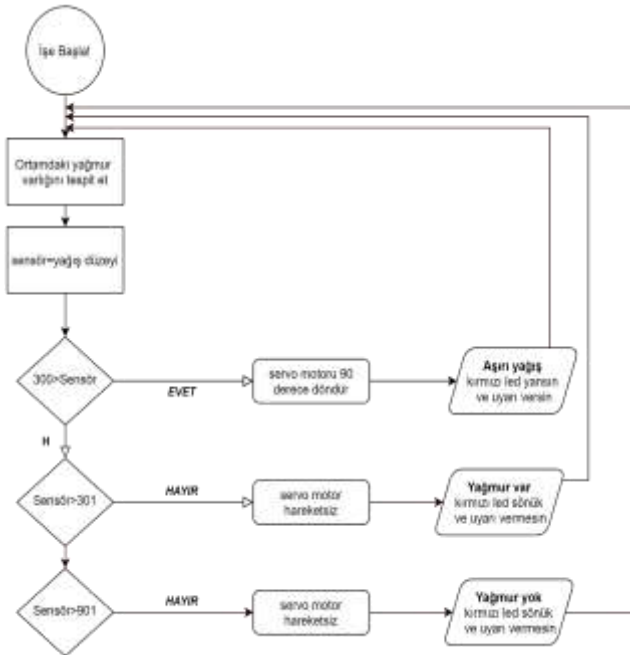 İşe Başla!
Ortamdaki yağmur
varlığını tespit et
sensör=yağış düzeyi
300>Sensör
EVET
servo motoru 90
derece döndür
Aşırı yağış
kırmızı led yansın
ve uyarı versin
H
Sensör>301
HAYIR
servo motor
hareketsiz
Yağmur var
kırmızı led sönük
ve uyarı vermesin
Sensör>901
HAYIR
servo motor
hareketsiz
Yağmur yok
kırmızı led sönük
ve uyarı vermesin